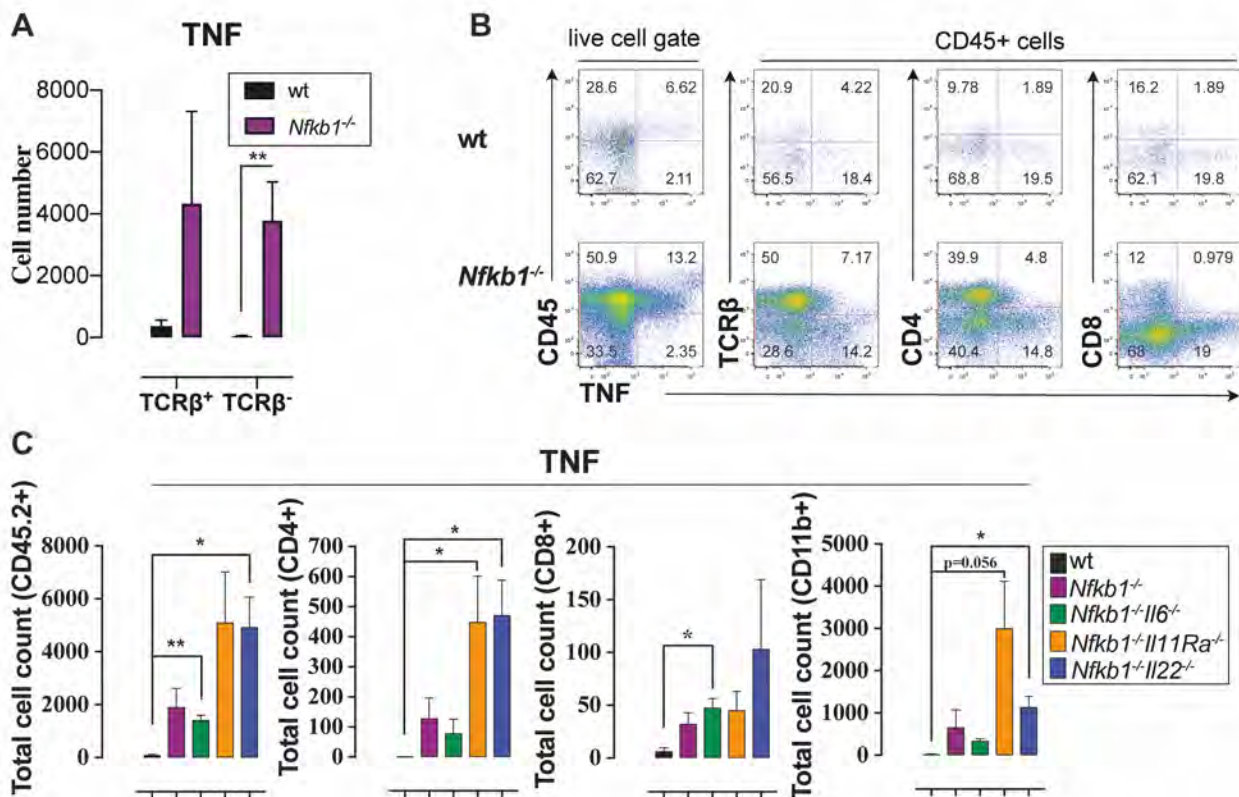 A
TNF
Cell number
8000
6000
4000
2000
0
wt
Nfkb1-/-
**
TCRβ+ TCRβ-
B
live cell gate CD45+ cells
wt
28.6 6.62
62.7 2.11
20.9 4.22
56.5 18.4
9.78 1.89
68.8 19.5
16.2 1.89
62.1 19.8
Nfkb1-/-
50.9 13.2
33.5 2.35
50 7.17
28.6 14.2
39.9 4.8
40.4 14.8
12 0.979
68 19
CD45
TCRβ
CD4
CD8
TNF
C
TNF
Total cell count (CD45.2+)
8000
6000
4000
2000
0
*
**
Total cell count (CD4+)
700
600
500
400
300
200
100
0
*
*
Total cell count (CD8+)
200
150
100
50
0
*
Total cell count (CD11b+)
5000
4000
3000
2000
1000
0
*
p=0.056
wt
Nfkb1-/-
Nfkb1-/-Il6-/-
Nfkb1-/-Il11Ra-/-
Nfkb1-/-Il22-/-